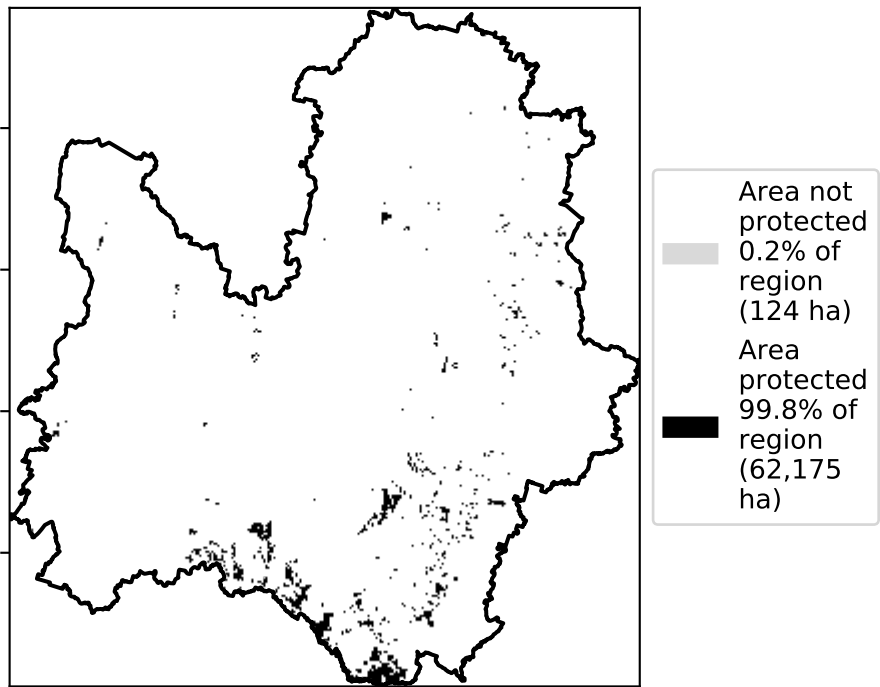 Area not
protected
0.2% of
region
(124 ha)
Area
protected
99.8% of
region
(62,175
ha)